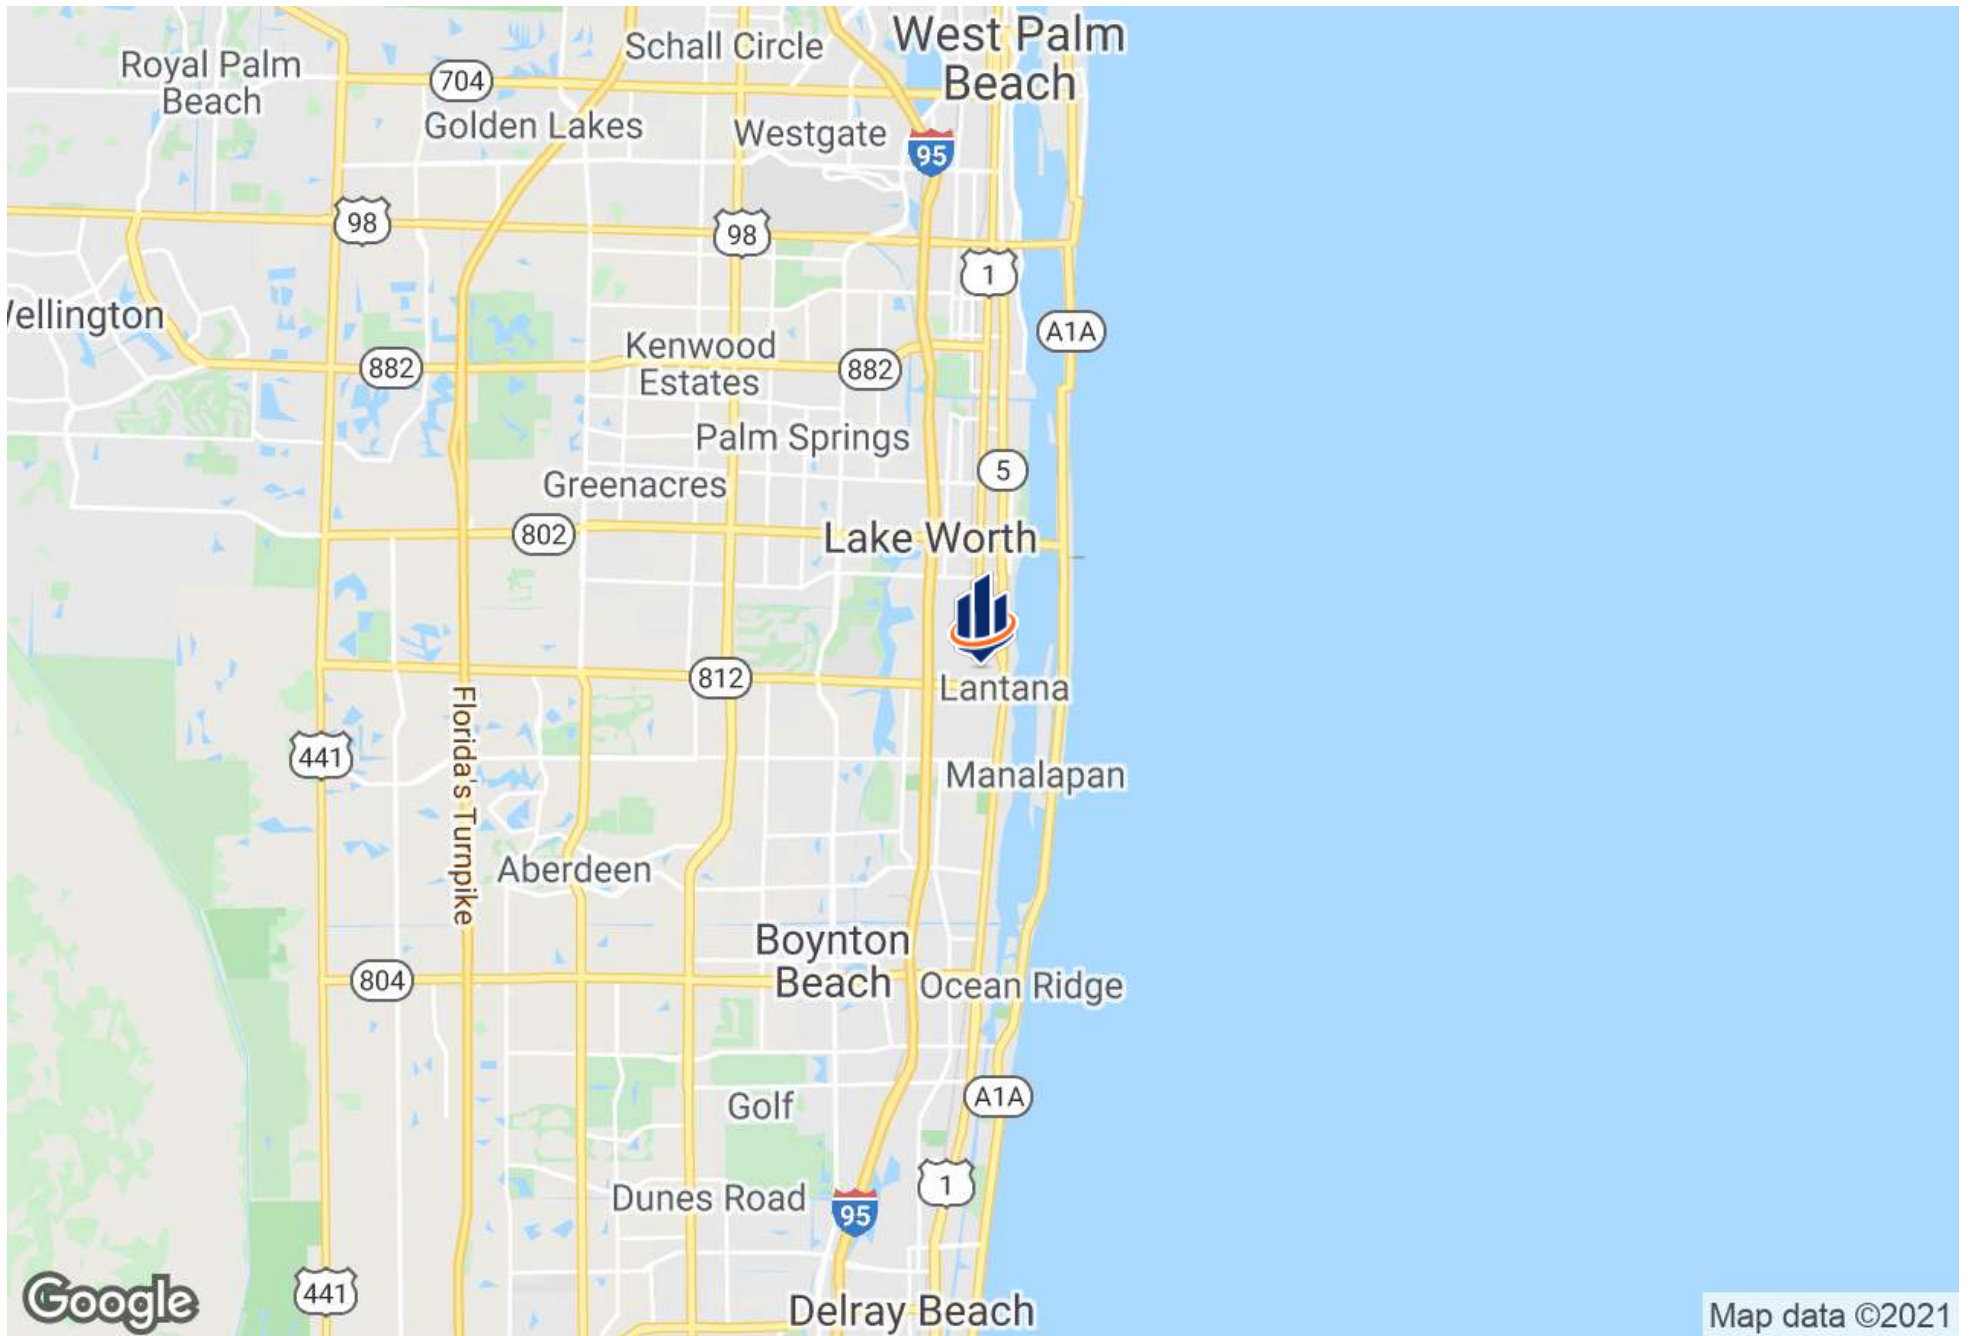 West Palm
Beach
Schall Circle
Royal Palm
Beach
704
Golden Lakes
Westgate
95
98
98
1
Wellington
A1A
Kenwood
Estates
882
882
Palm Springs
5
Greenacres
802
Lake Worth
812
Lantana
Florida's Turnpike
441
Manalapan
Aberdeen
Boynton
Beach
804
Ocean Ridge
A1A
Golf
1
Dunes Road
95
441
Google
Delray Beach
Map data ©2021